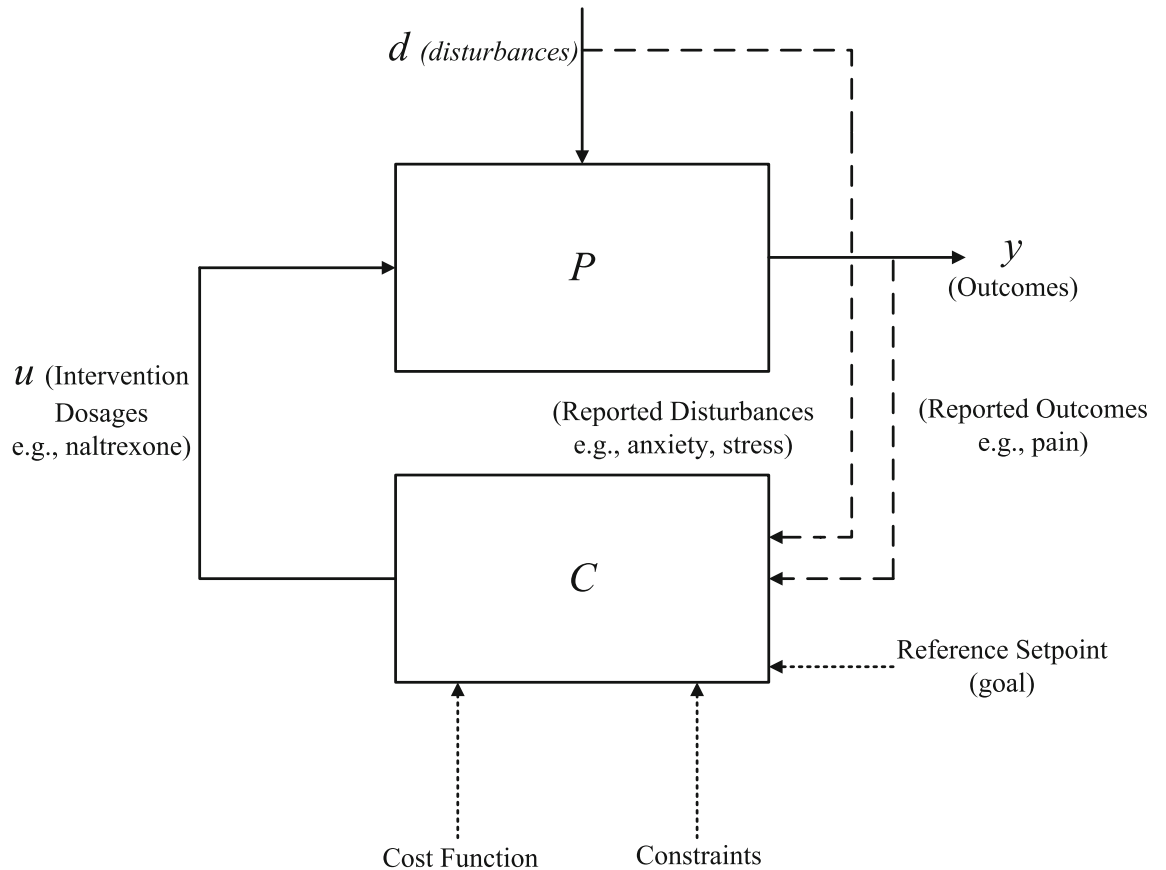 d (disturbances)
P
y
(Outcomes)
u (Intervention
Dosages
e.g., naltrexone)
(Reported Disturbances
e.g., anxiety, stress)
(Reported Outcomes
e.g., pain)
C
Reference Setpoint
(goal)
Cost Function
Constraints